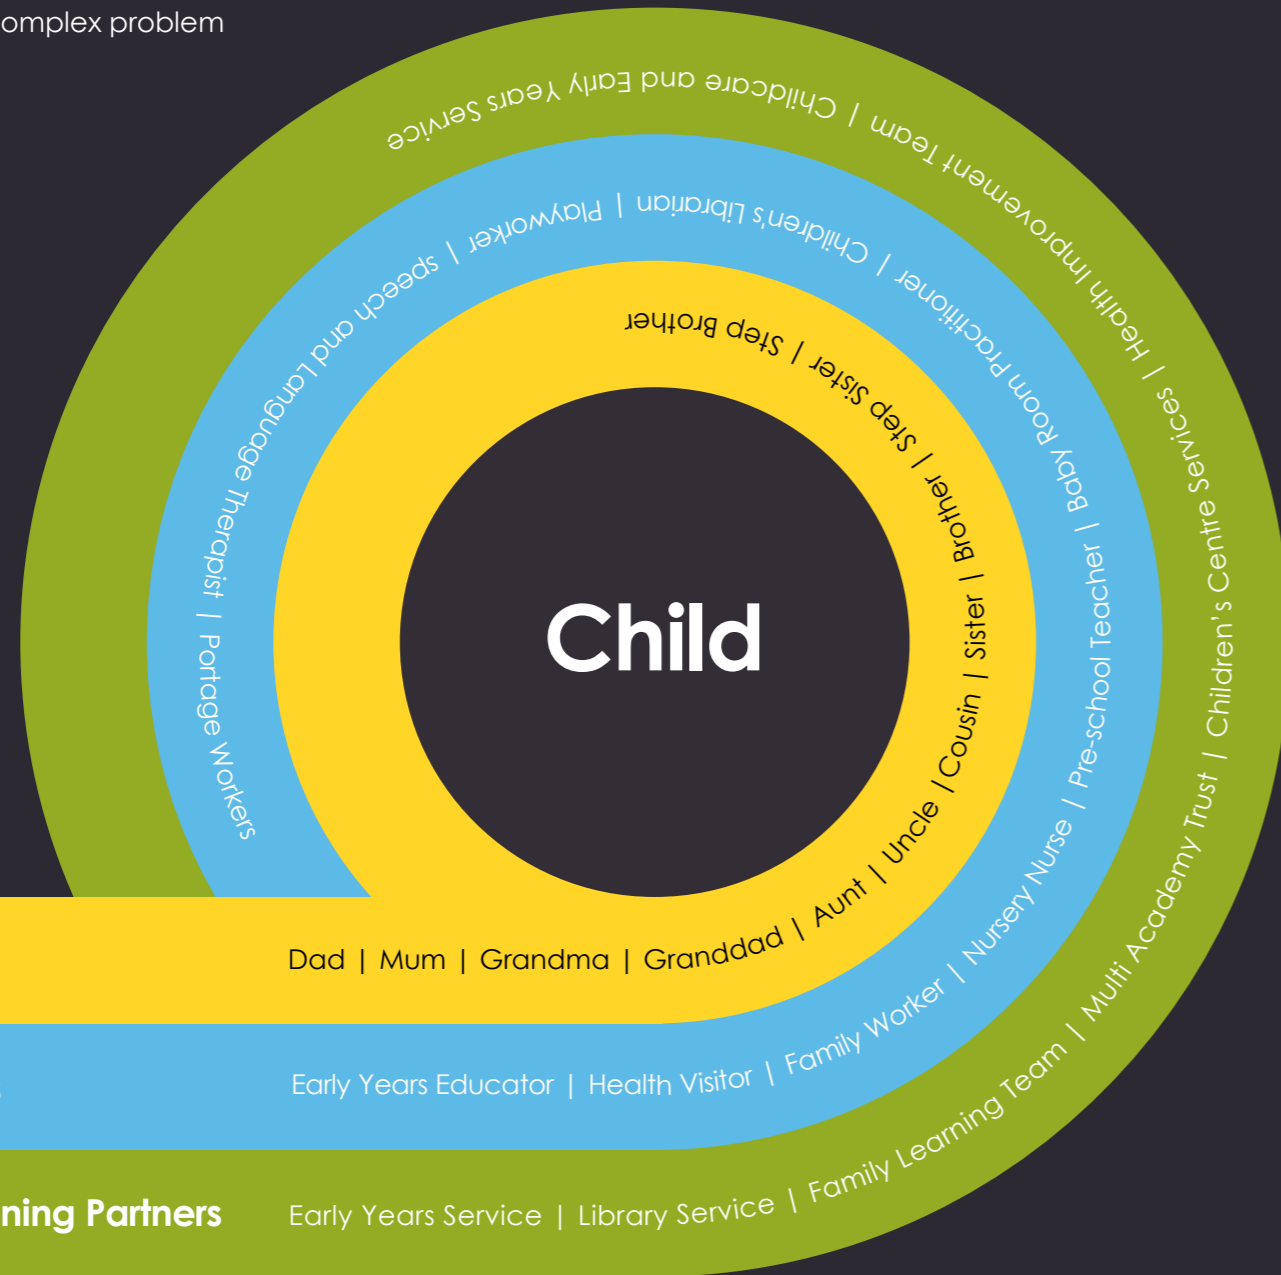 omplex problem
Child
Dad | Mum | Grandma | Granddad | Aunt | Uncle | Cousin | Sister | Brother | Step Sister | Step Brother
Early Years Educator | Health Visitor | Family Worker | Nursery Nurse | Pre-school Teacher | Baby Room Practitioner | Children's Librarian | Playworker | speech and Language Therapist | Portage Workers
ning Partners
Early Years Service | Library Service | Family Learning Team | Multi Academy Trust | Children's Centre Services | Health Improvement Team | Childcare and Early Years Service